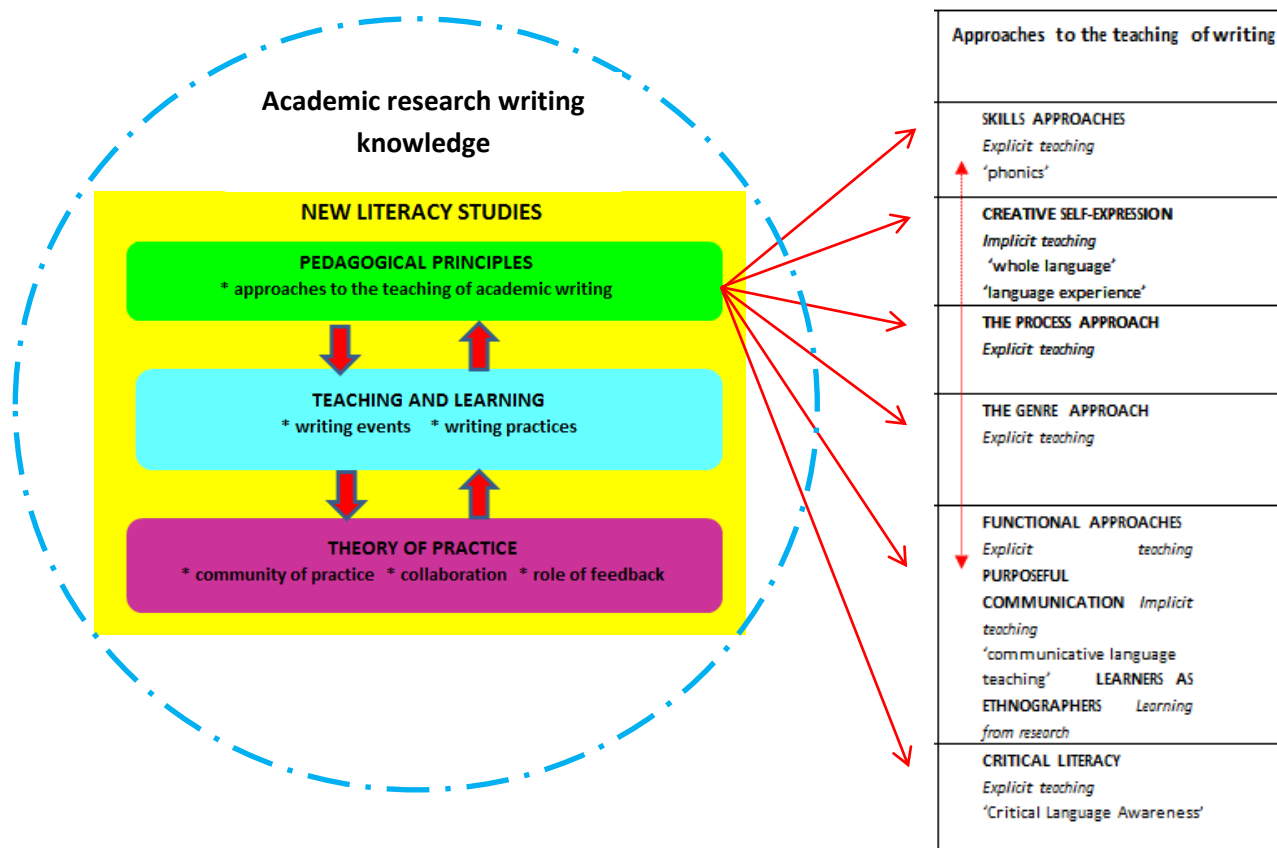 Academic research writing
knowledge
NEW LITERACY STUDIES
PEDAGOGICAL PRINCIPLES
* approaches to the teaching of academic writing
TEACHING AND LEARNING
* writing events * writing practices
THEORY OF PRACTICE
* community of practice * collaboration * role of feedback
Approaches to the teaching of writing
SKILLS APPROACHES
Explicit teaching
‘phonics’
CREATIVE SELF-EXPRESSION
Implicit teaching
‘whole language’
‘language experience’
THE PROCESS APPROACH
Explicit teaching
THE GENRE APPROACH
Explicit teaching
FUNCTIONAL APPROACHES
Explicit teaching
PURPOSEFUL
COMMUNICATION Implicit
teaching
‘communicative language
teaching’ LEARNERS AS
ETHNOGRAPHERS Learning
from research
CRITICAL LITERACY
Explicit teaching
‘Critical Language Awareness’